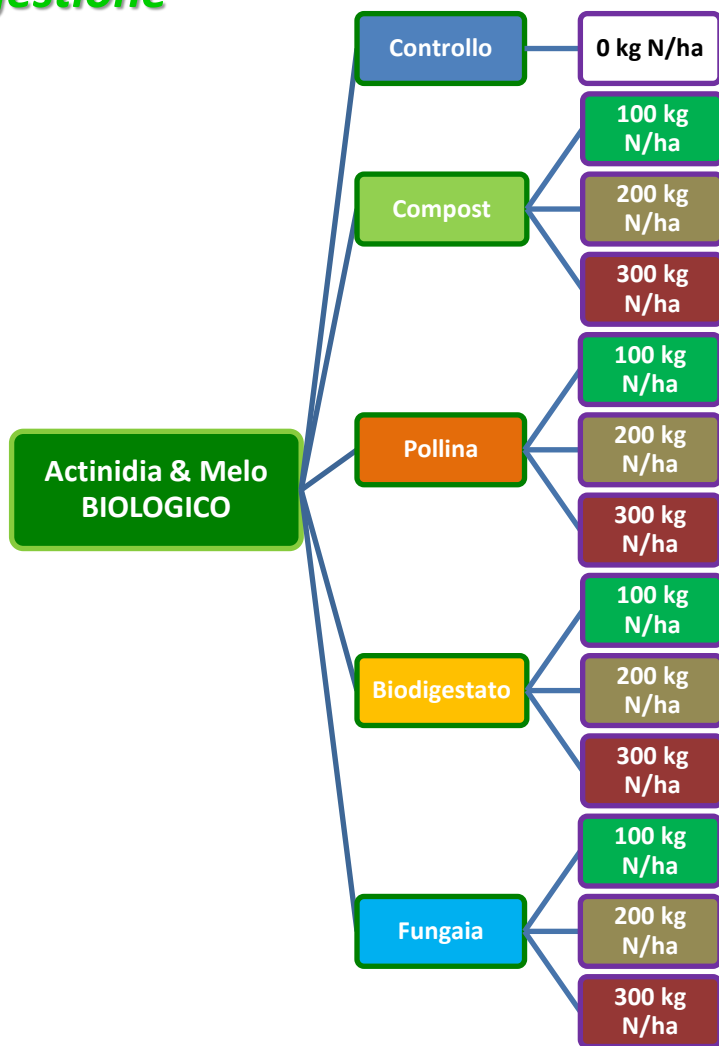 gestione
Controllo
0 kg N/ha
Compost
100 kg
N/ha
200 kg
N/ha
300 kg
N/ha
Actinidia & Melo
BIOLOGICO
Pollina
100 kg
N/ha
200 kg
N/ha
300 kg
N/ha
Biodigestato
100 kg
N/ha
200 kg
N/ha
300 kg
N/ha
Fungaia
100 kg
N/ha
200 kg
N/ha
300 kg
N/ha